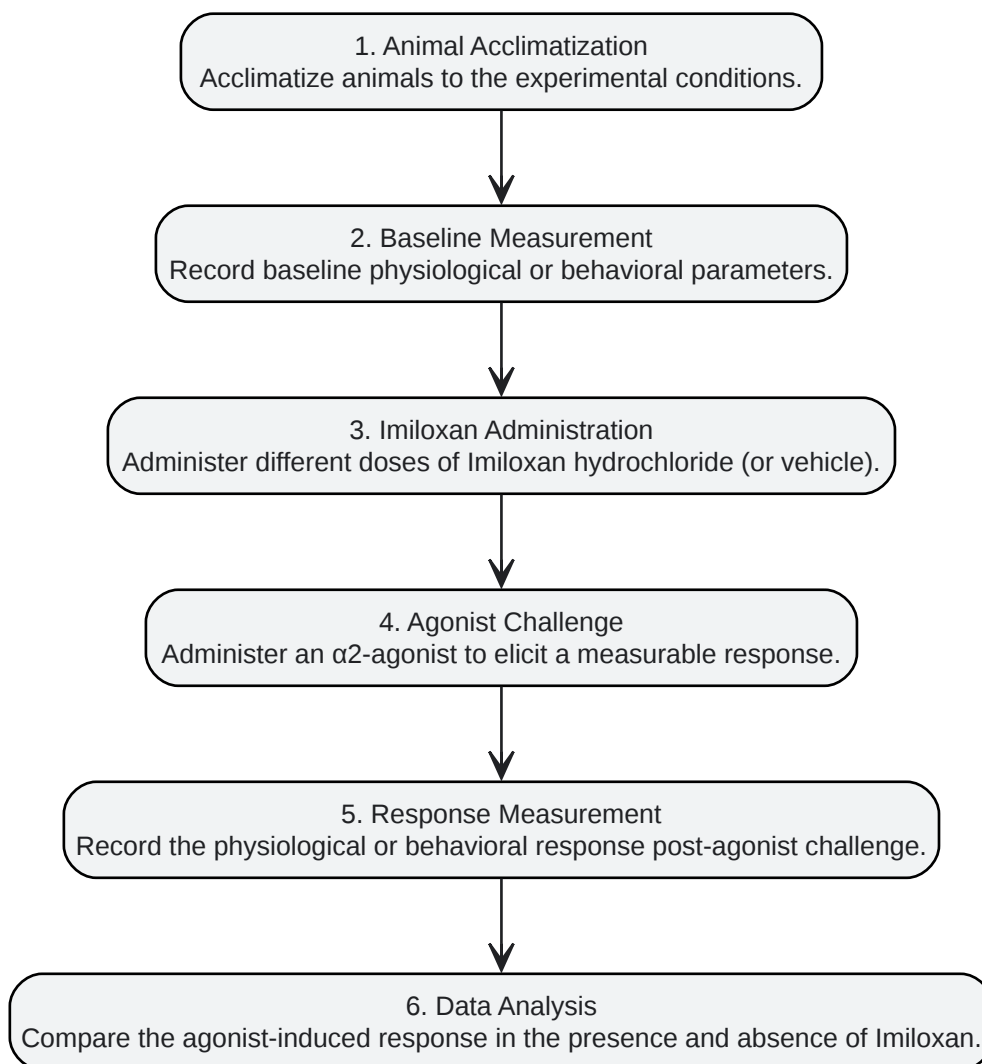 1. Animal Acclimatization
Acclimatize animals to the experimental conditions.
2. Baseline Measurement
Record baseline physiological or behavioral parameters.
3. Imiloxan Administration
Administer different doses of Imiloxan hydrochloride (or vehicle).
4. Agonist Challenge
Administer an α2-agonist to elicit a measurable response.
5. Response Measurement
Record the physiological or behavioral response post-agonist challenge.
6. Data Analysis
Compare the agonist-induced response in the presence and absence of Imiloxan.